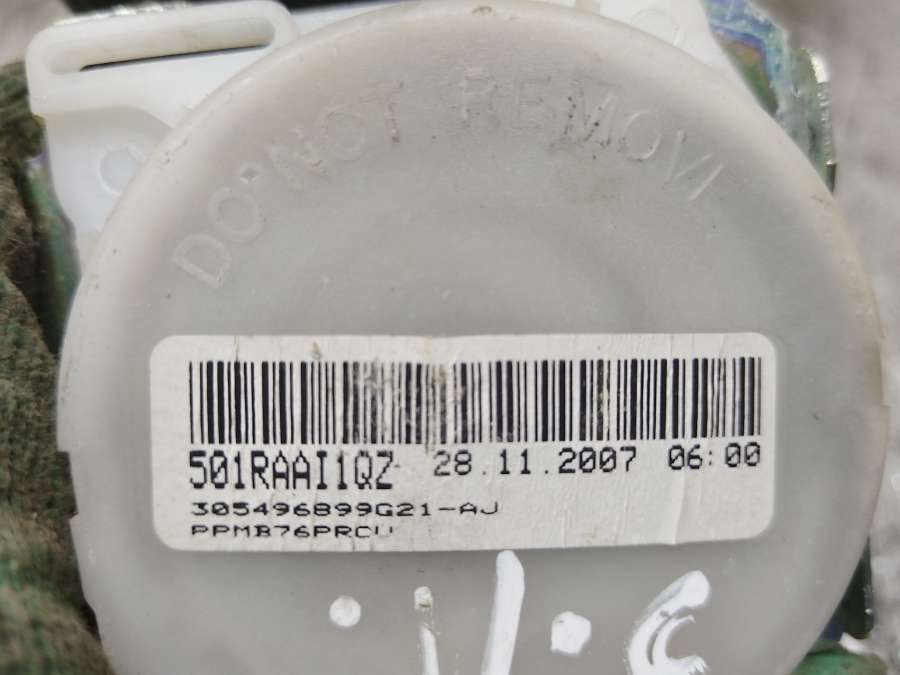 DO NOT REMOVE
501RAAI1QZ 28.11.2007 06:00
305496899G21-AJ
PPMB76PRCU